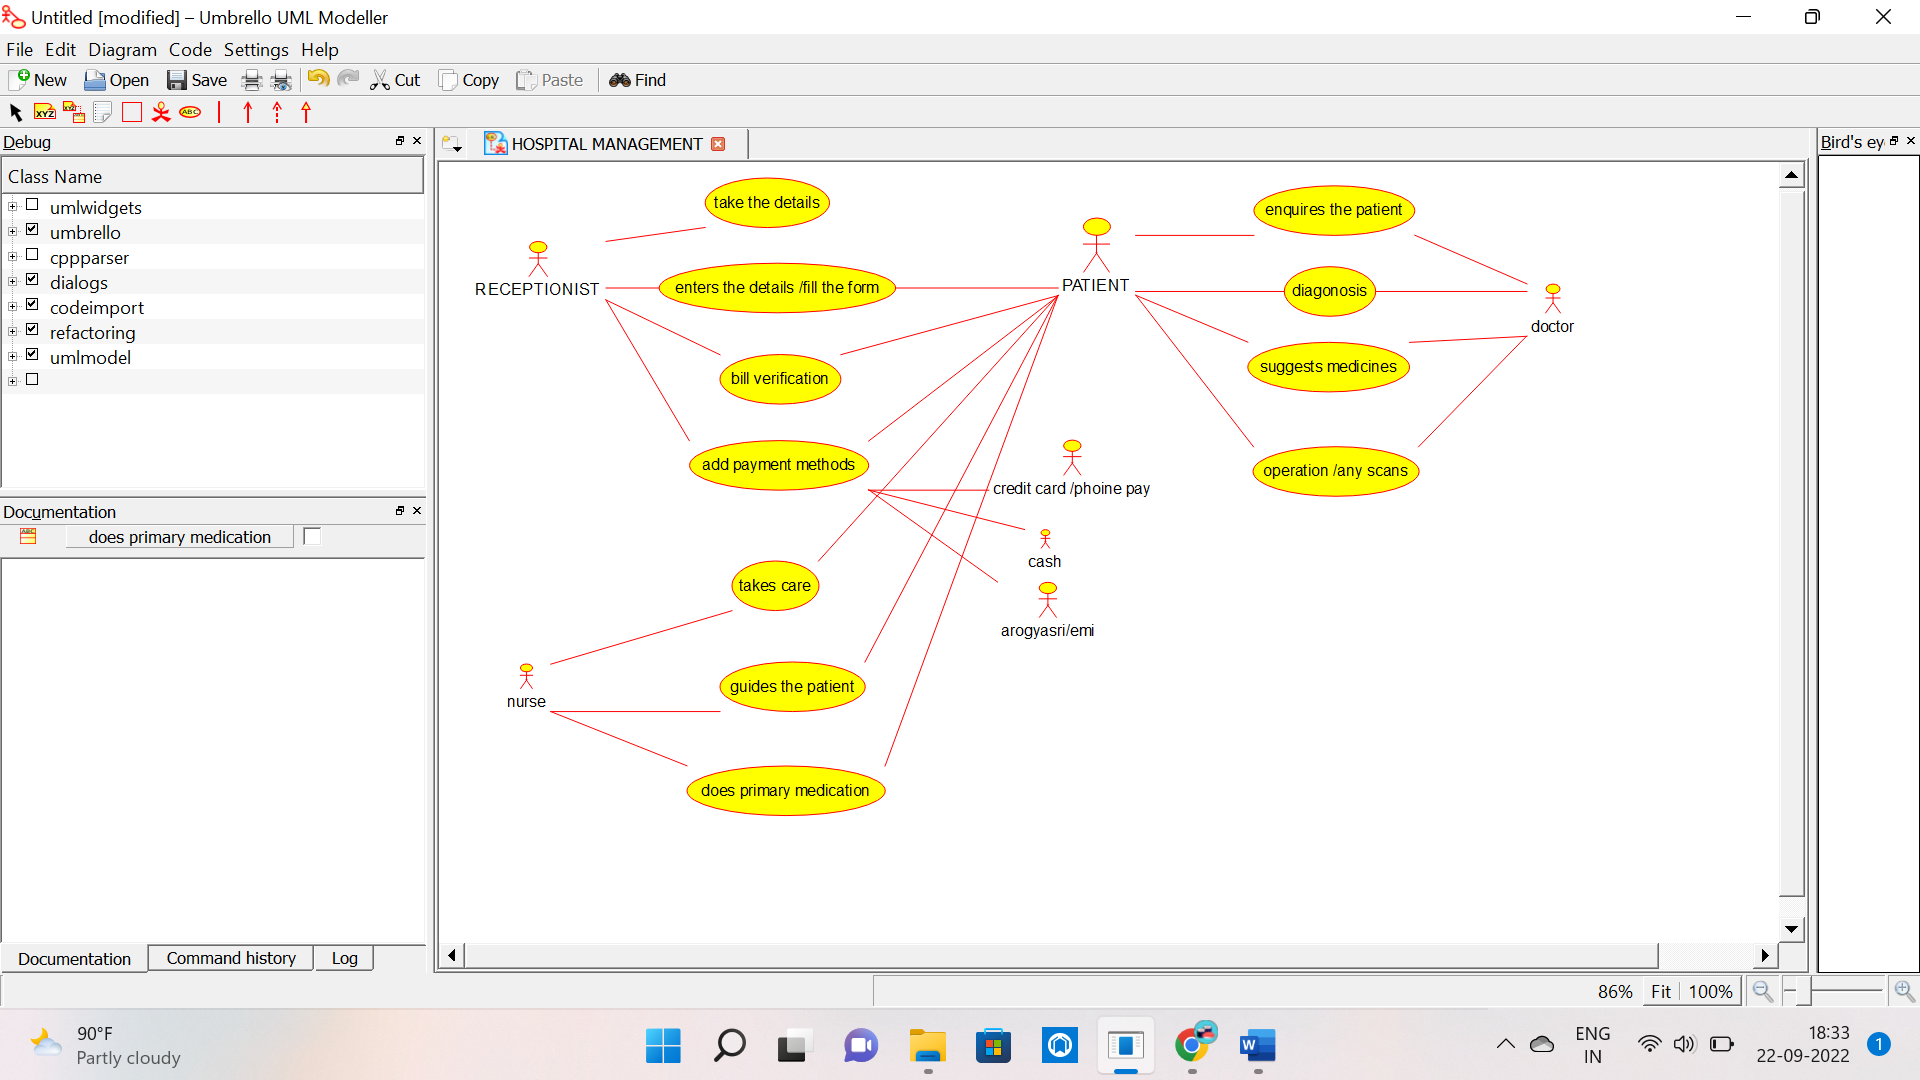 Untitled [modified] – Umbrello UML Modeller
File Edit Diagram Code Settings Help
New Open Save Cut Copy Paste Find
XYZ XYZ ABC
Debug
Class Name
umlwidgets
umbrello
cppparser
dialogs
codeimport
refactoring
umlmodel
Documentation
ABC does primary medication
Documentation Command history Log
HOSPITAL MANAGEMENT
take the details
RECEPTIONIST
enters the details /fill the form
bill verification
add payment methods
PATIENT
enquires the patient
diagonosis
doctor
suggests medicines
operation /any scans
credit card /phoine pay
cash
arogyasri/emi
takes care
nurse
guides the patient
does primary medication
Bird's ey
86% Fit 100%
90°F
Partly cloudy
W
ENG
IN
18:33
22-09-2022
1